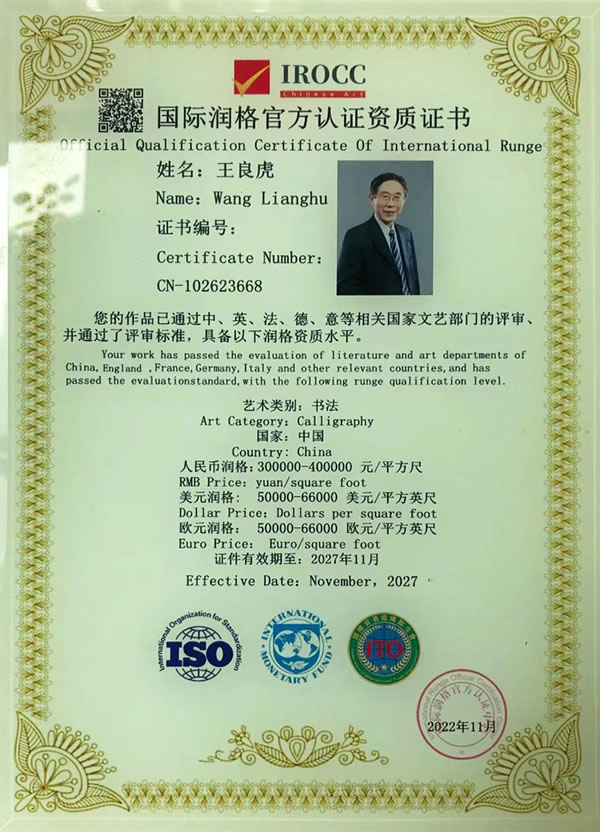 IROCC
Chinese Art
国际润格官方认证资质证书
Official Qualification Certificate Of International Runge
姓名：王良虎
Name：Wang Lianghu
证书编号：
Certificate Number：
CN-102623668
您的作品已通过中、英、法、德、意等相关国家文艺部门的评审、
并通过了评审标准，具备以下润格资质水平。
Your work has passed the evaluation of literature and art departments of
China, England ,France,Germany,Italy and other relevant countries,and has
passed the evaluationstandard,with the following runge qualification level.
艺术类别：书法
Art Category：Calligraphy
国家：中国
Country: China
人民币润格：300000-400000 元/平方尺
RMB Price：yuan/square foot
美元润格： 50000-66000 美元/平方英尺
Dollar Price：Dollars per square foot
欧元润格： 50000-66000 欧元/平方英尺
Euro Price： Euro/square foot
证件有效期至：2027年11月
Effective Date：November，2027
International Organization for Standardization
ISO
INTERNATIONAL
MONETARY FUND
ITO
2022年11月